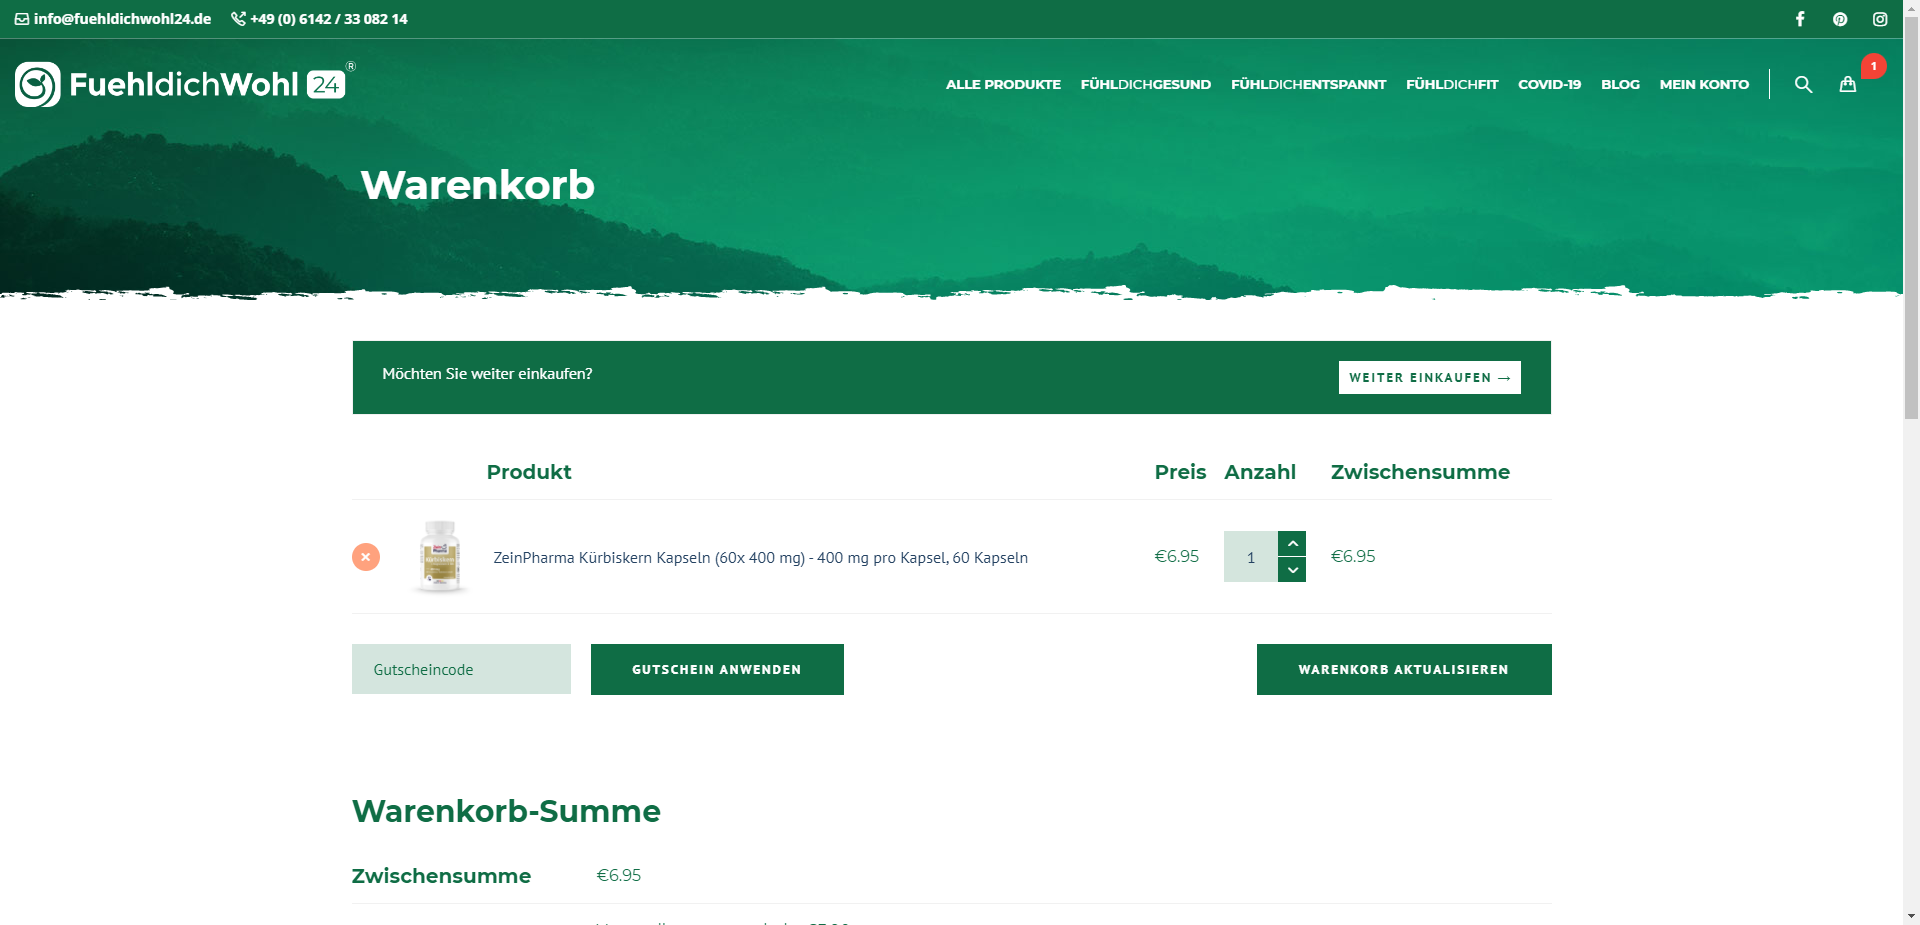 info@fuehldichwohl24.de +49 (0) 6142 / 33 082 14
FuehldichWohl 24 ®
ALLE PRODUKTE FÜHLDICHGESUND FÜHLDICHENTSPANNT FÜHLDICHFIT COVID-19 BLOG MEIN KONTO 1
Warenkorb
Möchten Sie weiter einkaufen? WEITER EINKAUFEN →
Produkt Preis Anzahl Zwischensumme
ZeinPharma Kürbiskern Kapseln (60x 400 mg) - 400 mg pro Kapsel, 60 Kapseln €6.95 1 €6.95
Gutscheincode GUTSCHEIN ANWENDEN WARENKORB AKTUALISIEREN
Warenkorb-Summe
Zwischensumme €6.95